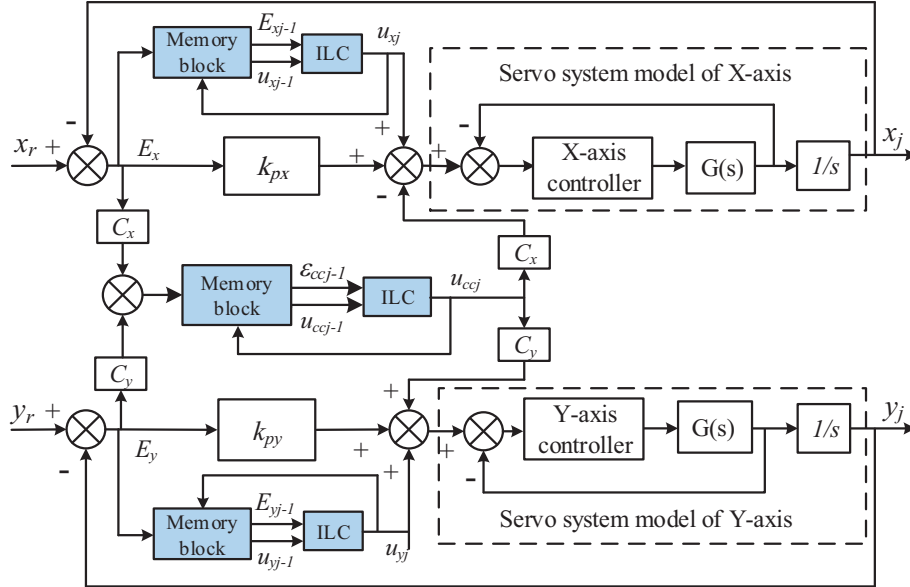 E_{xj-1}
u_{xj}
Memory
block
ILC
u_{xj-1}
Servo system model of X-axis
-
+
-
x_r +
E_x
k_{px}
+
+
X-axis
controller
G(s)
1/s
x_j
-
C_x
C_x
ε_{ccj-1}
u_{ccj}
Memory
block
ILC
u_{ccj-1}
C_y
C_y
+
y_r +
E_y
k_{py}
+
+
Y-axis
controller
G(s)
1/s
y_j
-
+
-
E_{yj-1}
Memory
block
ILC
u_{yj-1}
u_{yj}
Servo system model of Y-axis